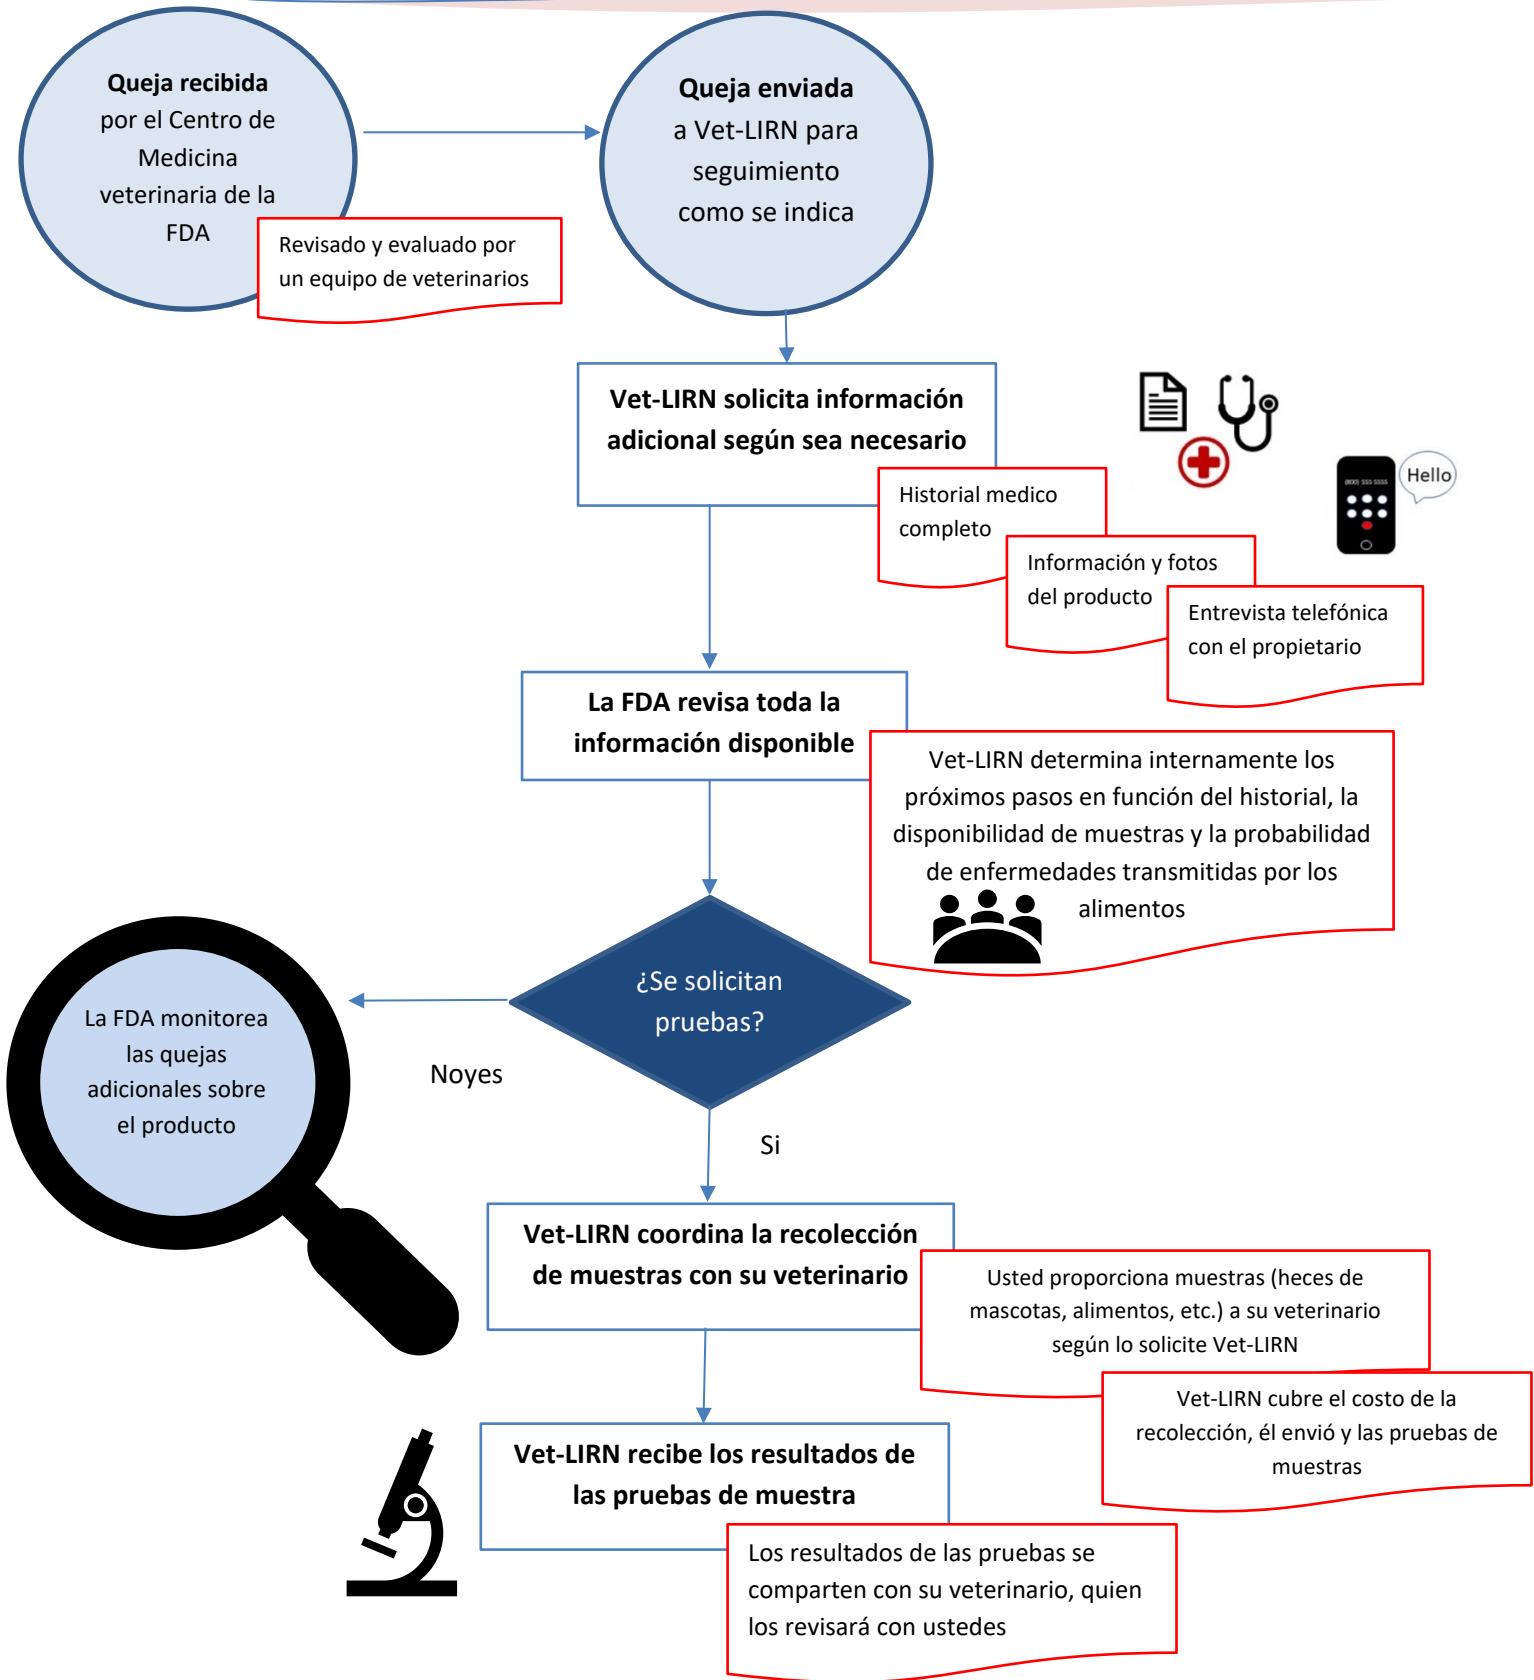 Queja recibida
por el Centro de
Medicina
veterinaria de la
FDA
Revisado y evaluado por
un equipo de veterinarios
Queja enviada
a Vet-LIRN para
seguimiento
como se indica
Vet-LIRN solicita información
adicional según sea necesario
Historial medico
completo
Información y fotos
del producto
Entrevista telefónica
con el propietario
(800) 555-5555
Hello
La FDA revisa toda la
información disponible
Vet-LIRN determina internamente los
próximos pasos en función del historial, la
disponibilidad de muestras y la probabilidad
de enfermedades transmitidas por los
alimentos
¿Se solicitan
pruebas?
Noyes
La FDA monitorea
las quejas
adicionales sobre
el producto
Si
Vet-LIRN coordina la recolección
de muestras con su veterinario
Usted proporciona muestras (heces de
mascotas, alimentos, etc.) a su veterinario
según lo solicite Vet-LIRN
Vet-LIRN cubre el costo de la
recolección, él envió y las pruebas de
muestras
Vet-LIRN recibe los resultados de
las pruebas de muestra
Los resultados de las pruebas se
comparten con su veterinario, quien
los revisará con ustedes